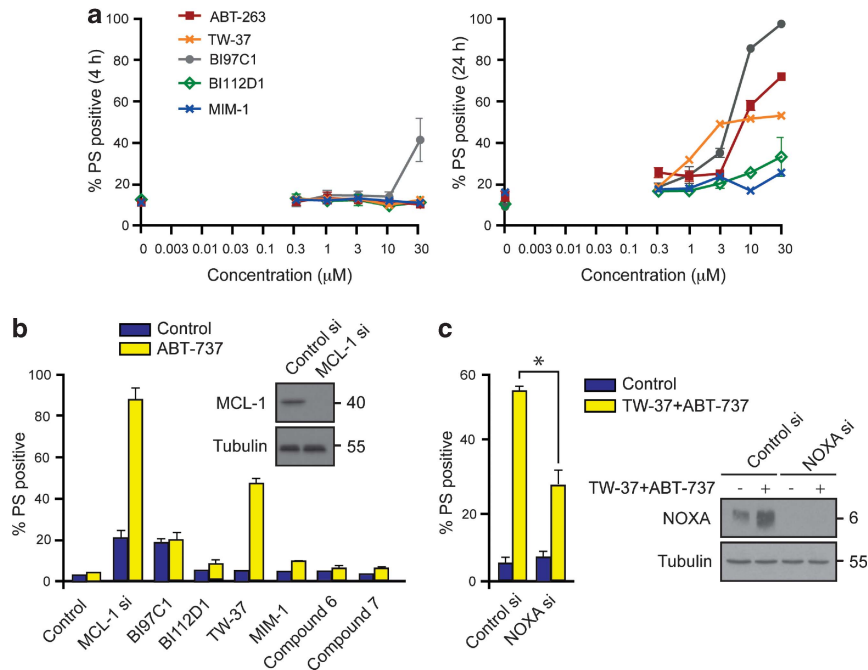 a
ABT-263
TW-37
BI97C1
BI112D1
MIM-1
% PS positive (4 h)
100
80
60
40
20
0
0 0.003 0.01 0.03 0.1 0.3 1 3 10 30
Concentration (μM)
% PS positive (24 h)
100
80
60
40
20
0
0 0.003 0.01 0.03 0.1 0.3 1 3 10 30
Concentration (μM)
b
Control
ABT-737
% PS positive
100
80
60
40
20
0
Control
MCL-1 si
BI97C1
BI112D1
TW-37
MIM-1
Compound 6
Compound 7
Control si
MCL-1 si
MCL-1
40
Tubulin
55
c
% PS positive
60
40
20
0
*
Control si
NOXA si
Control
TW-37+ABT-737
Control si
NOXA si
TW-37+ABT-737 - + - +
NOXA
6
Tubulin
55